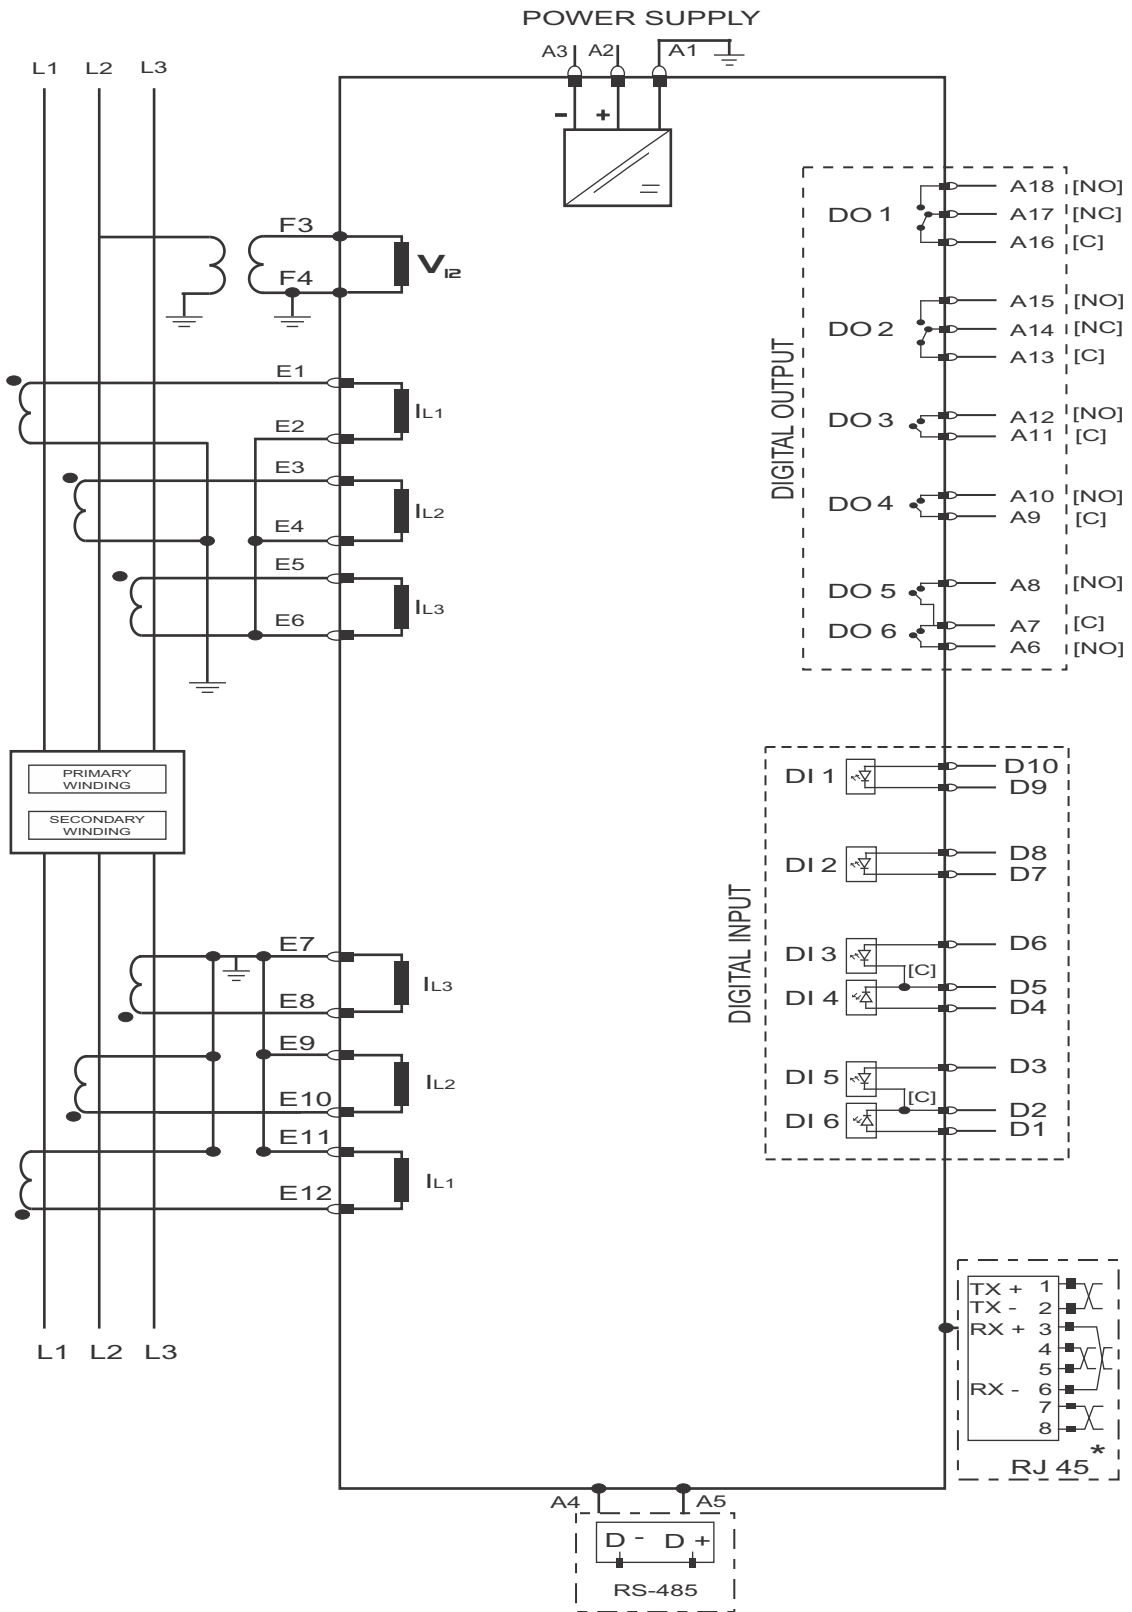 POWER SUPPLY
A3 A2 A1
L1 L2 L3
- +
F3
F4
V12
E1
E2
IL1
E3
E4
IL2
E5
E6
IL3
PRIMARY
WINDING
SECONDARY
WINDING
E7
E8
IL3
E9
E10
IL2
E11
E12
IL1
L1 L2 L3
DIGITAL OUTPUT
DO 1
A18 [NO]
A17 [NC]
A16 [C]
DO 2
A15 [NO]
A14 [NC]
A13 [C]
DO 3
A12 [NO]
A11 [C]
DO 4
A10 [NO]
A9 [C]
DO 5
A8 [NO]
A7 [C]
DO 6
A6 [NO]
DIGITAL INPUT
DI 1
D10
D9
DI 2
D8
D7
DI 3
D6
[C]
D5
DI 4
D4
DI 5
D3
[C]
D2
DI 6
D1
TX + 1
TX - 2
RX + 3
4
5
RX - 6
7
8
*
RJ 45
A4 A5
D - D +
RS-485